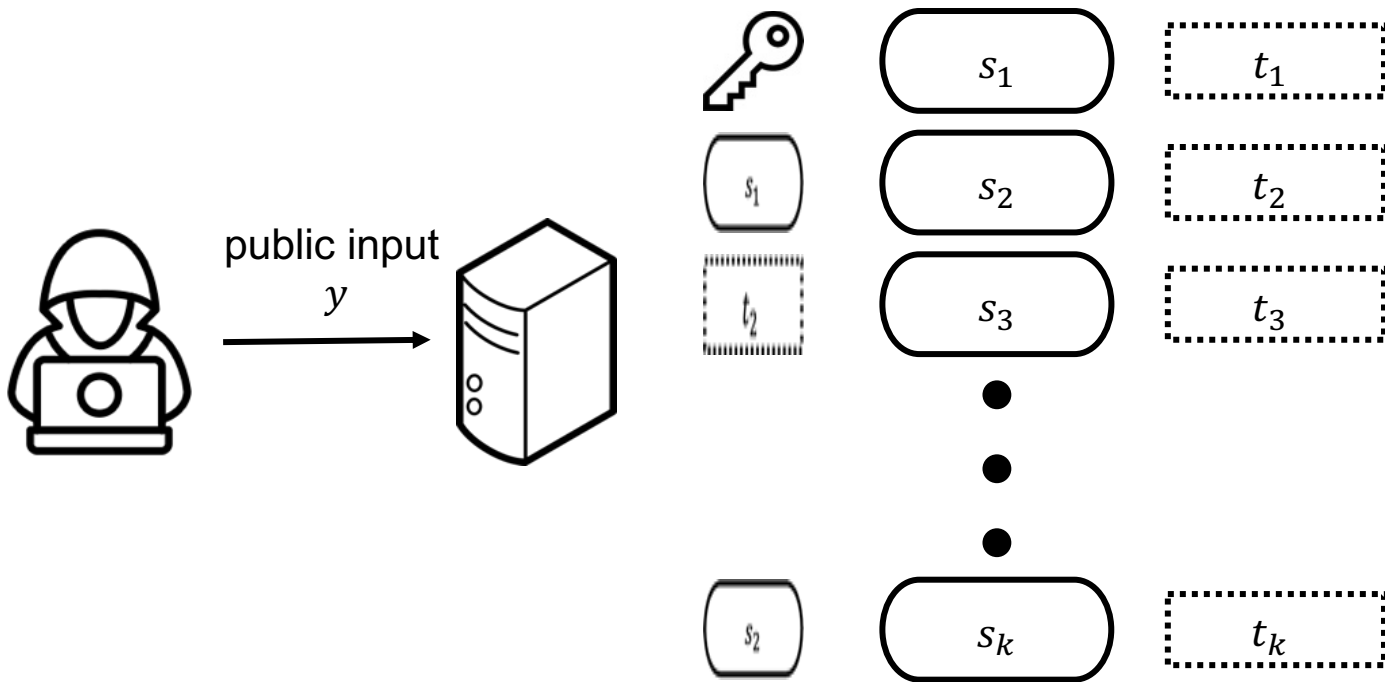 public input
y
s₁ t₁
s₁ s₂ t₂
t₂ s₃ t₃
s₂ sₖ tₖ